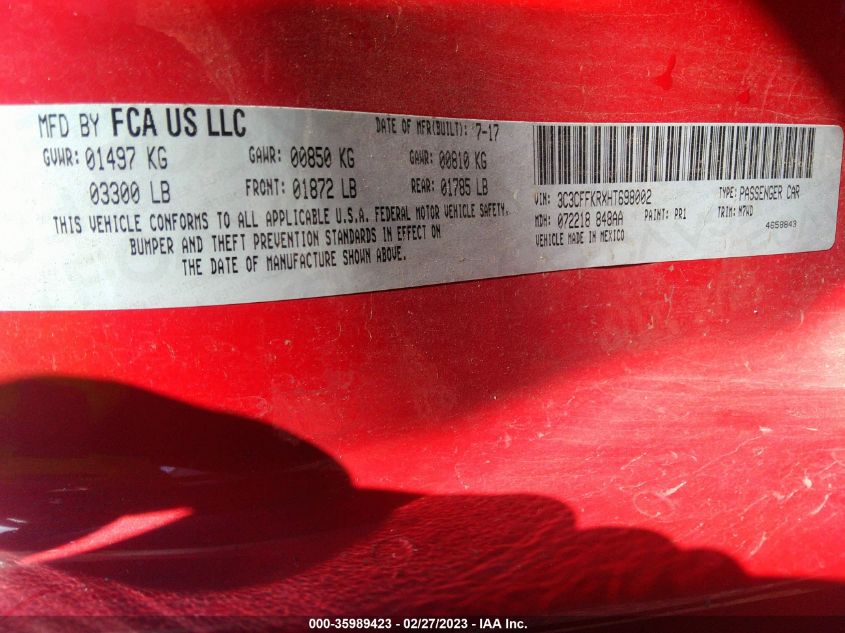 MFD BY FCA US LLC
DATE OF MFR(BUILT): 7-17
GVWR: 01497 KG
GAWR: 00850 KG
GAWR: 00810 KG
03300 LB
FRONT: 01872 LB
REAR: 01785 LB
THIS VEHICLE CONFORMS TO ALL APPLICABLE U.S.A. FEDERAL MOTOR VEHICLE SAFETY,
BUMPER AND THEFT PREVENTION STANDARDS IN EFFECT ON
THE DATE OF MANUFACTURE SHOWN ABOVE.
VIN: 3C3CFFKRXHT698002
TYPE: PASSENGER CAR
MDH: 072218 848AA
PAINT: PR1
TRIM: M7WD
VEHICLE MADE IN MEXICO
4658843
000-35989423 - 02/27/2023 - IAA Inc.